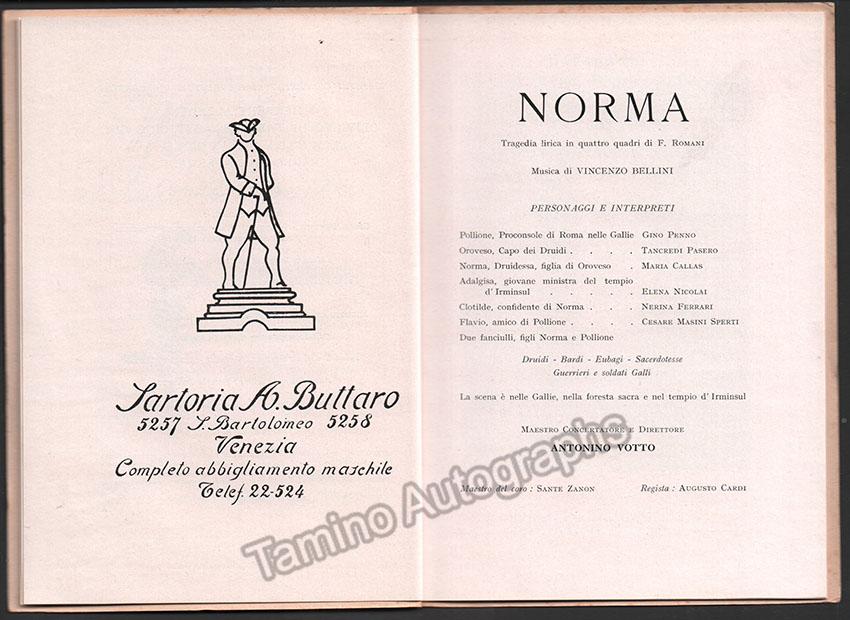 Sartoria A. Buttaro
5257 S. Bartolomeo 5258
Venezia
Completo abbigliamento maschile
Telef. 22-524
NORMA
Tragedia lirica in quattro quadri di F. Romani
Musica di VINCENZO BELLINI
PERSONAGGI E INTERPRETI
Pollione, Proconsole di Roma nelle Gallie Gino Penno
Oroveso, Capo dei Druidi . . . . Tancredi Pasero
Norma, Druidessa, figlia di Oroveso . Maria Callas
Adalgisa, giovane ministra del tempio
d'Irminsul . . . . . Elena Nicolai
Clotilde, confidente di Norma . . . Nerina Ferrari
Flavio, amico di Pollione . . . . Cesare Masini Sperti
Due fanciulli, figli Norma e Pollione
Druidi - Bardi - Eubagi - Sacerdotesse
Guerrieri e soldati Galli
La scena è nelle Gallie, nella foresta sacra e nel tempio d'Irminsul
Maestro Concertatore e Direttore
ANTONINO VOTTO
Maestro del coro : Sante Zanon Regista : Augusto Cardi
Tamino Autographs